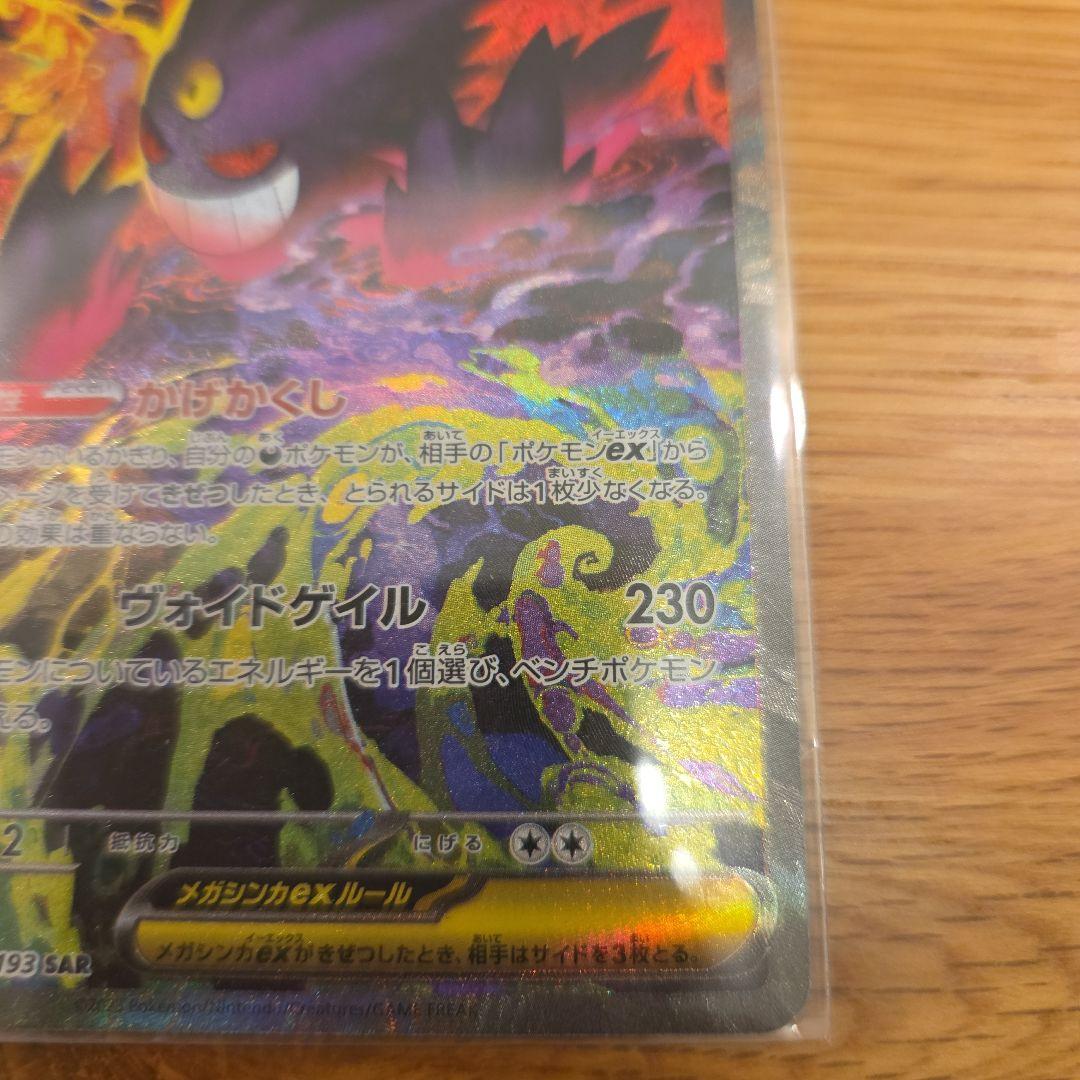 かげかくし
モンがいるかぎり、自分のポケモンが、相手の「ポケモンex」から
メージを受けてきぜつしたとき、とられるサイドは1枚少なくなる。
の効果は重ならない。
ヴォイドゲイル 230
モンについているエネルギーを1個選び、ベンチポケモン
える。
2 抵抗力 にげる
メガシンカexルール
メガシンカexがきぜつしたとき、相手はサイドを3枚とる。
193 SAR
©2025 Pokémon/Nintendo/Creatures/GAME FREAK